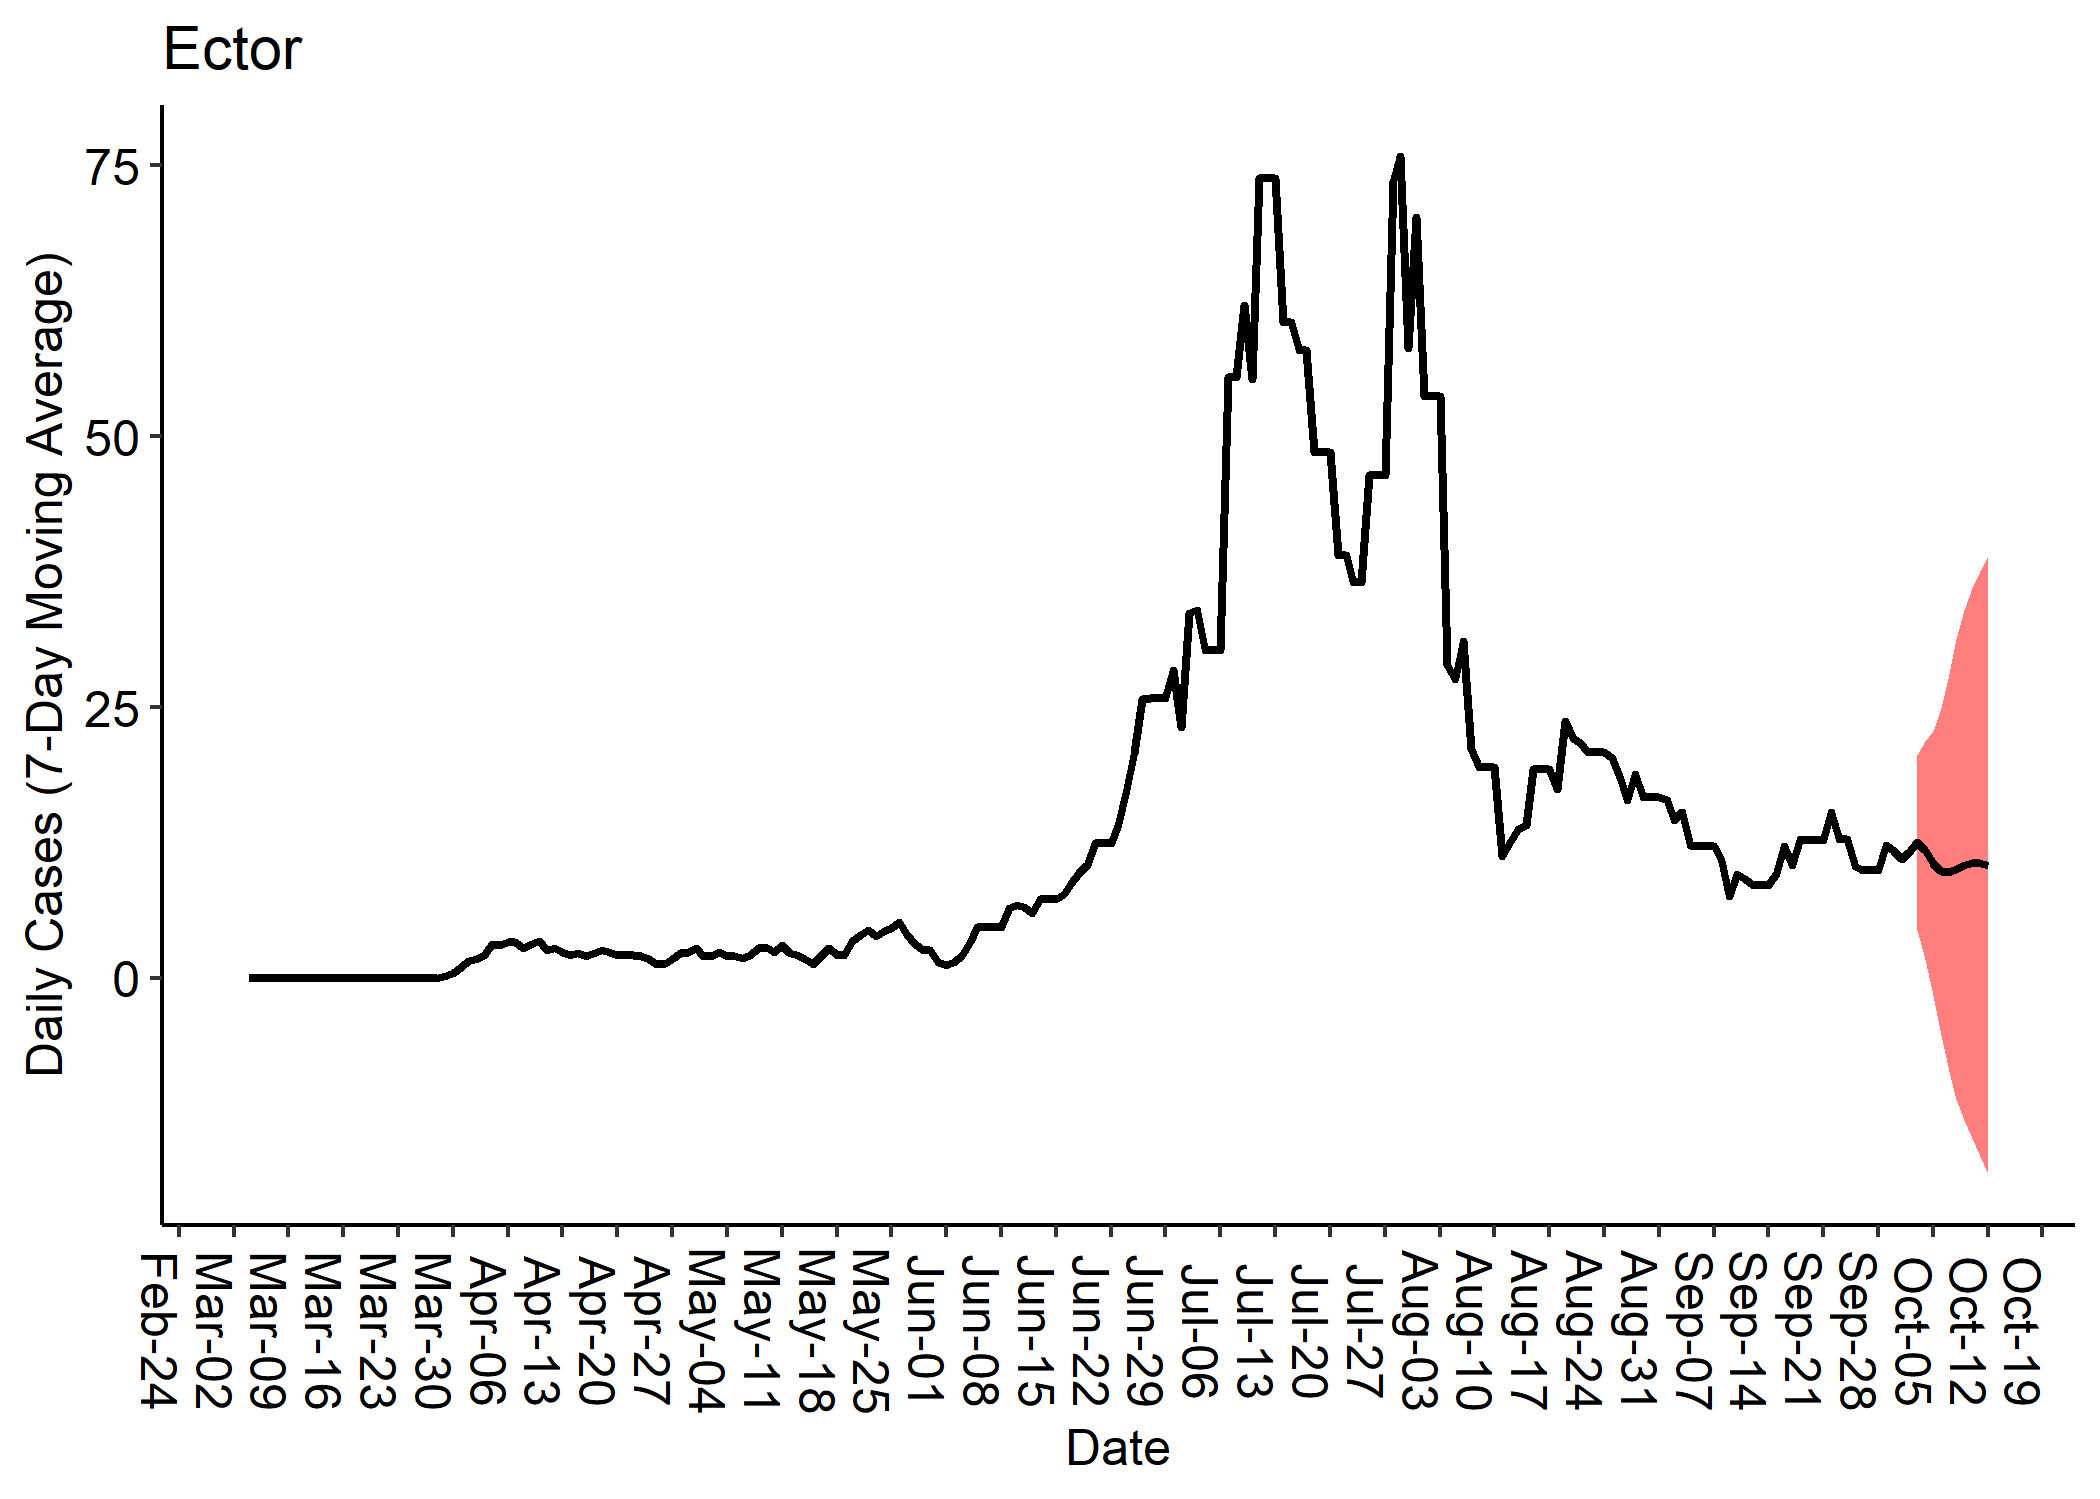 Ector
Daily Cases (7-Day Moving Average)
75
50
25
0
Feb-24
Mar-02
Mar-09
Mar-16
Mar-23
Mar-30
Apr-06
Apr-13
Apr-20
Apr-27
May-04
May-11
May-18
May-25
Jun-01
Jun-08
Jun-15
Jun-22
Jun-29
Jul-06
Jul-13
Jul-20
Jul-27
Aug-03
Aug-10
Aug-17
Aug-24
Aug-31
Sep-07
Sep-14
Sep-21
Sep-28
Oct-05
Oct-12
Oct-19
Date